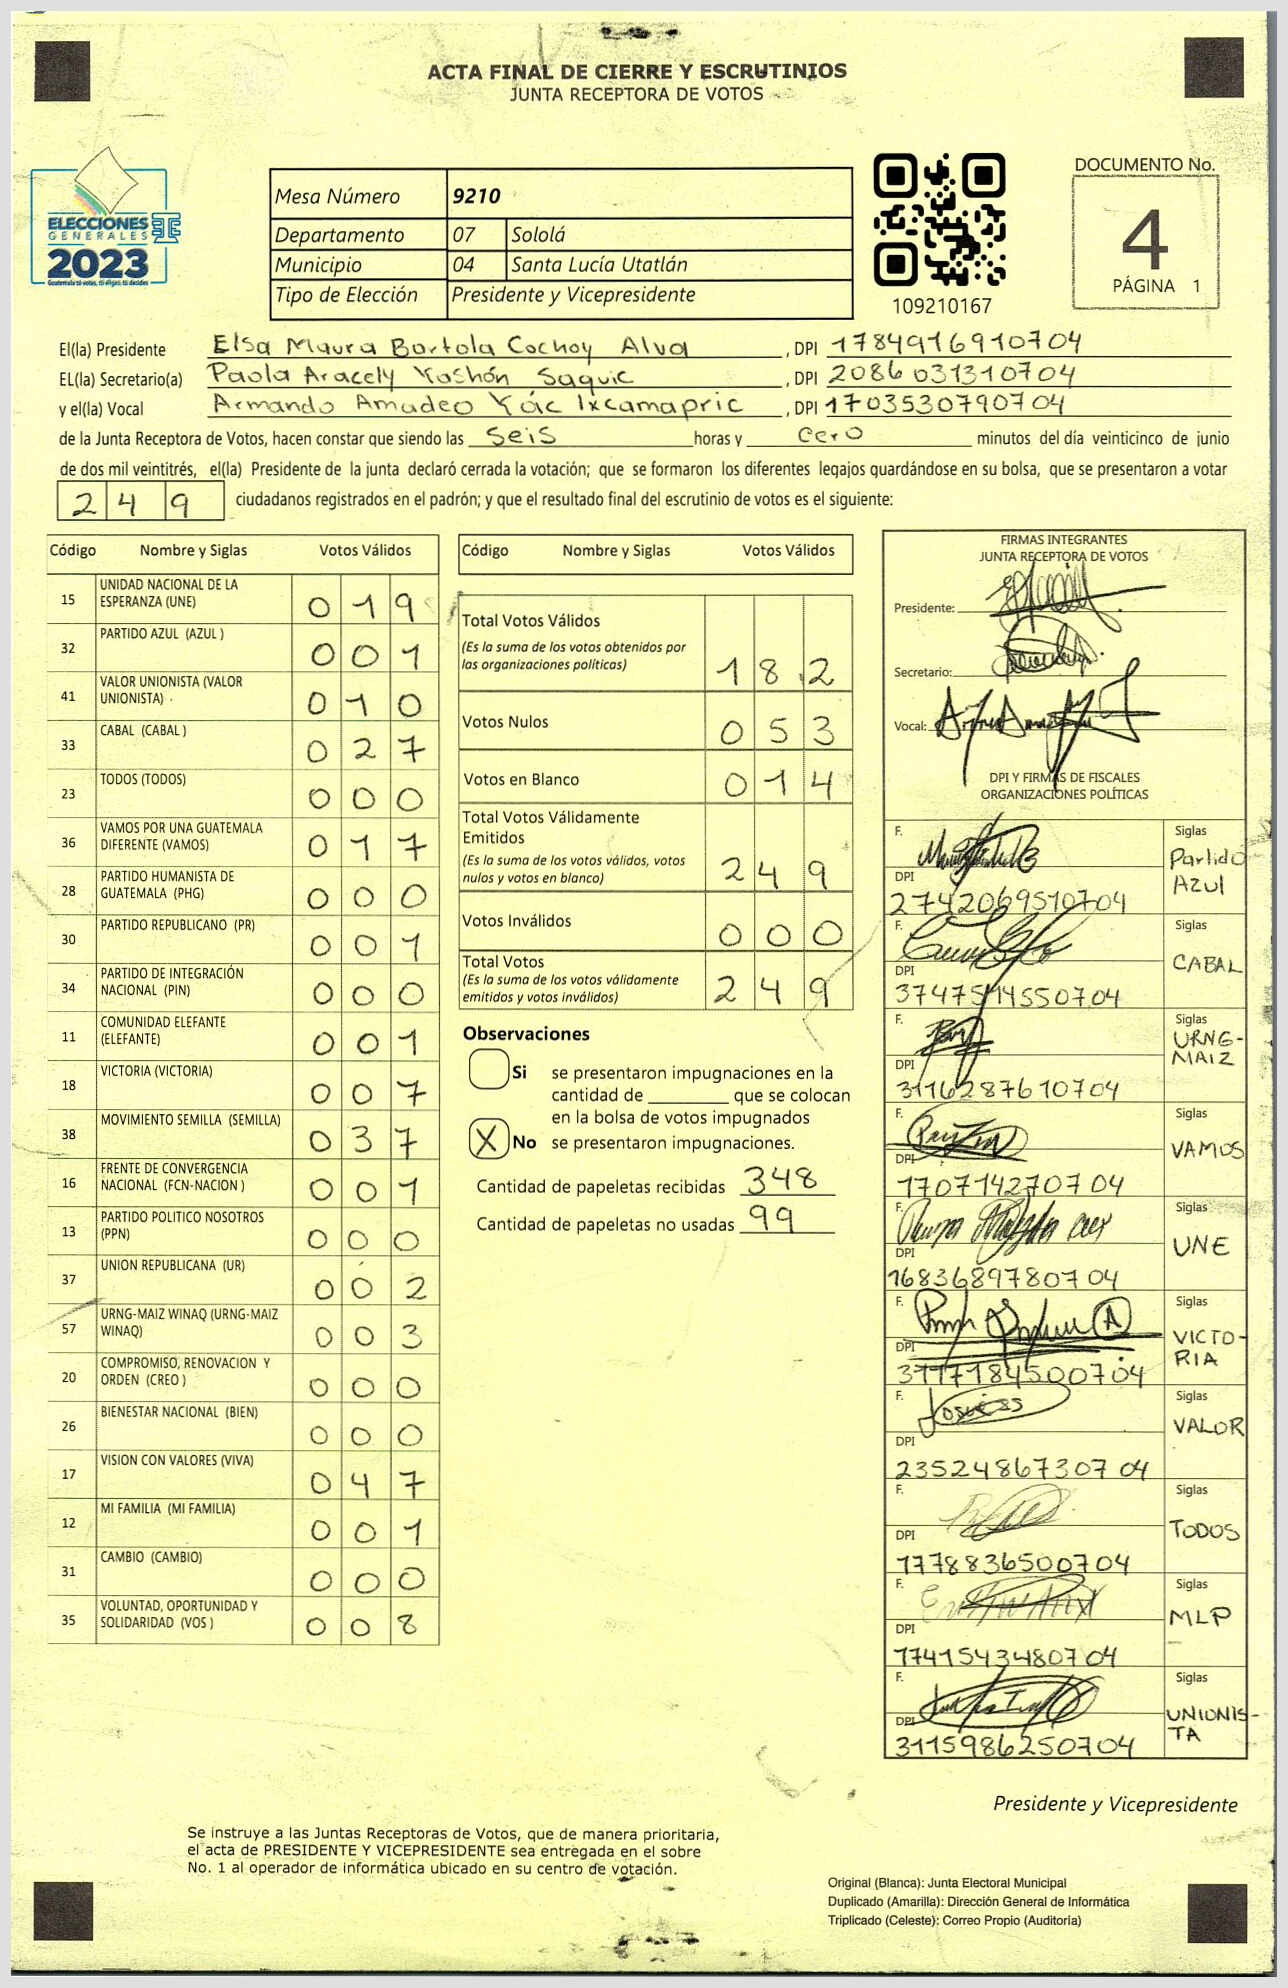 ACTA FINAL DE CIERRE Y ESCRUTINIOS
JUNTA RECEPTORA DE VOTOS
ELECCIONES
GENERALES
2023
Guatemala tú votas, tú eliges, tú decides
Mesa Número 9210
Departamento 07 Sololá
Municipio 04 Santa Lucía Utatlán
Tipo de Elección Presidente y Vicepresidente
109210167
DOCUMENTO No.
4
PÁGINA 1
El(la) Presidente Elsa Maura Bartola Cochoy Alva, DPI 1784916910704
EL(la) Secretario(a) Paola Aracely Yashón Saquic, DPI 2086031310704
y el(la) Vocal Armando Amadeo Yác Ixcamapric, DPI 1703530790704
de la Junta Receptora de Votos, hacen constar que siendo las seis horas y cero minutos del día veinticinco de junio
de dos mil veintitrés, el(la) Presidente de la junta declaró cerrada la votación; que se formaron los diferentes legajos guardándose en su bolsa, que se presentaron a votar
249 ciudadanos registrados en el padrón; y que el resultado final del escrutinio de votos es el siguiente:
Código Nombre y Siglas Votos Válidos
15 UNIDAD NACIONAL DE LA ESPERANZA (UNE) 019
32 PARTIDO AZUL (AZUL ) 001
41 VALOR UNIONISTA (VALOR UNIONISTA) 010
33 CABAL (CABAL ) 027
23 TODOS (TODOS) 000
36 VAMOS POR UNA GUATEMALA DIFERENTE (VAMOS) 017
28 PARTIDO HUMANISTA DE GUATEMALA (PHG) 000
30 PARTIDO REPUBLICANO (PR) 001
34 PARTIDO DE INTEGRACIÓN NACIONAL (PIN) 000
11 COMUNIDAD ELEFANTE (ELEFANTE) 001
18 VICTORIA (VICTORIA) 007
38 MOVIMIENTO SEMILLA (SEMILLA) 037
16 FRENTE DE CONVERGENCIA NACIONAL (FCN-NACION ) 001
13 PARTIDO POLITICO NOSOTROS (PPN) 000
37 UNION REPUBLICANA (UR) 002
57 URNG-MAIZ WINAQ (URNG-MAIZ WINAQ) 003
20 COMPROMISO, RENOVACION Y ORDEN (CREO ) 000
26 BIENESTAR NACIONAL (BIEN) 000
17 VISION CON VALORES (VIVA) 047
12 MI FAMILIA (MI FAMILIA) 001
31 CAMBIO (CAMBIO) 000
35 VOLUNTAD, OPORTUNIDAD Y SOLIDARIDAD (VOS ) 008
Código Nombre y Siglas Votos Válidos
Total Votos Válidos 182
(Es la suma de los votos obtenidos por las organizaciones políticas)
Votos Nulos 053
Votos en Blanco 014
Total Votos Válidamente Emitidos 249
(Es la suma de los votos válidos, votos nulos y votos en blanco)
Votos Inválidos 000
Total Votos 249
(Es la suma de los votos válidamente emitidos y votos inválidos)
Observaciones
Si se presentaron impugnaciones en la
cantidad de ________ que se colocan
en la bolsa de votos impugnados
X No se presentaron impugnaciones.
Cantidad de papeletas recibidas 348
Cantidad de papeletas no usadas 99
FIRMAS INTEGRANTES
JUNTA RECEPTORA DE VOTOS
Presidente:
Secretario:
Vocal:
DPI Y FIRMAS DE FISCALES
ORGANIZACIONES POLÍTICAS
F. Siglas Partido Azul
DPI 2742069510704
F. Siglas CABAL
DPI 3747514550704
F. Siglas URNG-MAIZ
DPI 3116287610704
F. Siglas VAMOS
DPI 1707142707 04
F. Siglas UNE
DPI 1683689780704
F. Siglas VICTORIA
DPI 3117184500704
F. Siglas VALOR
DPI 2352486730704
F. Siglas TODOS
DPI 1778836500704
F. Siglas MLP
DPI 1741543480704
F. Siglas UNIONISTA
DPI 3115986250704
Presidente y Vicepresidente
Se instruye a las Juntas Receptoras de Votos, que de manera prioritaria,
el acta de PRESIDENTE Y VICEPRESIDENTE sea entregada en el sobre
No. 1 al operador de informática ubicado en su centro de votación.
Original (Blanca): Junta Electoral Municipal
Duplicado (Amarilla): Dirección General de Informática
Triplicado (Celeste): Correo Propio (Auditoría)